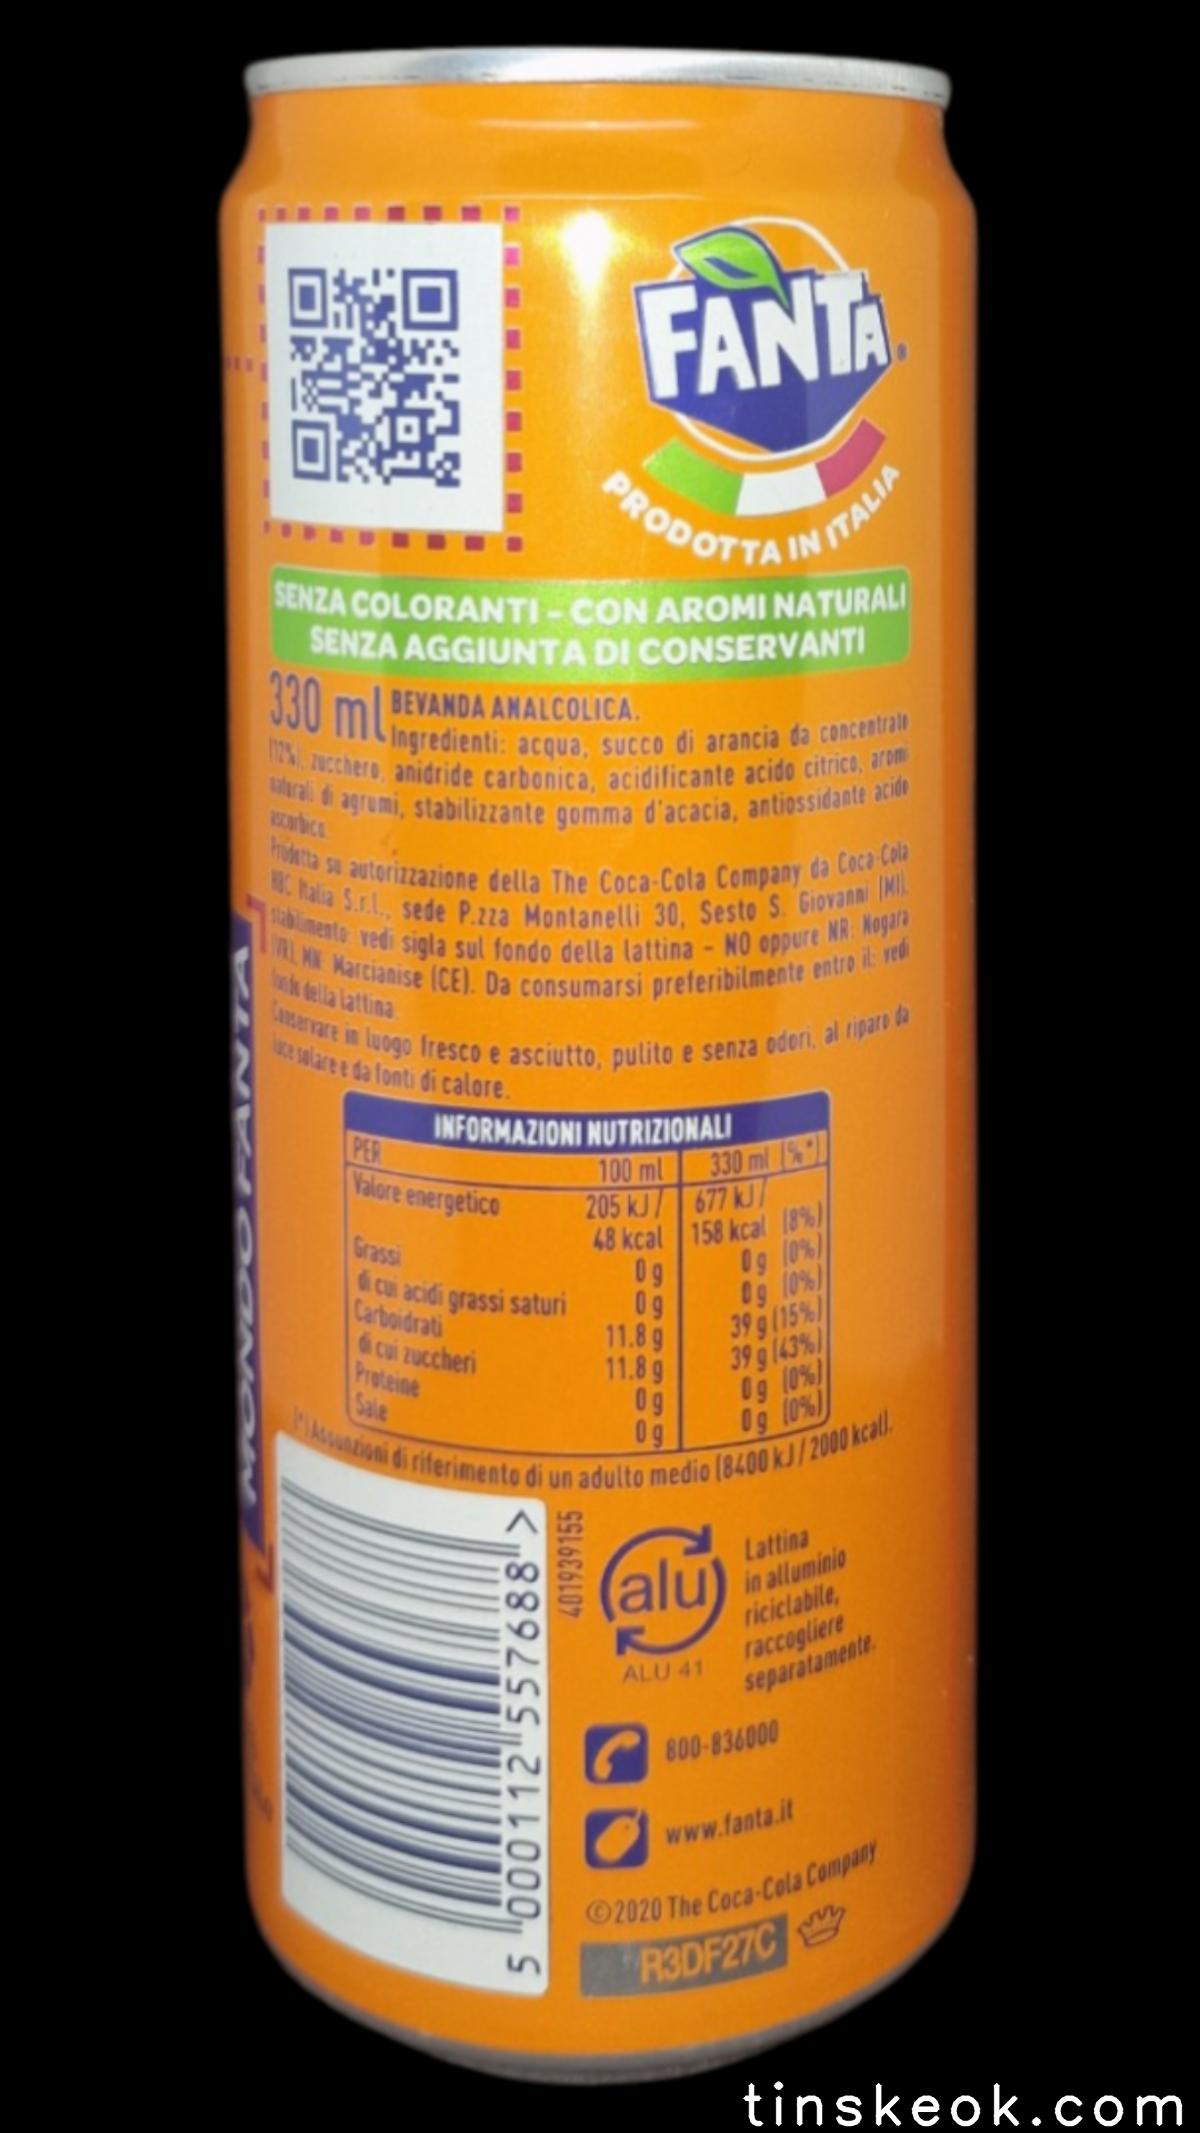 FANTA®
PRODOTTA IN ITALIA
SENZA COLORANTI - CON AROMI NATURALI
SENZA AGGIUNTA DI CONSERVANTI
330 ml BEVANDA ANALCOLICA.
Ingredienti: acqua, succo di arancia da concentrato
(12%), zucchero, anidride carbonica, acidificante acido citrico, aromi
naturali di agrumi, stabilizzante gomma d'acacia, antiossidante acido
ascorbico.
Prodotta su autorizzazione della The Coca-Cola Company da Coca-Cola
HBC Italia S.r.l., sede P.zza Montanelli 30, Sesto S. Giovanni (MI),
stabilimento: vedi sigla sul fondo della lattina - NO oppure NR: Nogara
(VR), MN: Marcianise (CE). Da consumarsi preferibilmente entro il: vedi
fondo della lattina.
Conservare in luogo fresco e asciutto, pulito e senza odori, al riparo da
luce solare e da fonti di calore.
INFORMAZIONI NUTRIZIONALI
PER 100 ml 330 ml (%*)
Valore energetico 205 kJ/ 677 kJ/
48 kcal 158 kcal (8%)
Grassi 0 g 0 g (0%)
di cui acidi grassi saturi 0 g 0 g (0%)
Carboidrati 11.8 g 39 g (15%)
di cui zuccheri 11.8 g 39 g (43%)
Proteine 0 g 0 g (0%)
Sale 0 g 0 g (0%)
(*) Assunzioni di riferimento di un adulto medio (8400 kJ / 2000 kcal).
MONDO FANTA
5 000112 557688 >
401939155
alu
ALU 41
Lattina
in alluminio
riciclabile,
raccogliere
separatamente.
800-836000
www.fanta.it
©2020 The Coca-Cola Company
R3DF27C
tinskeok.com